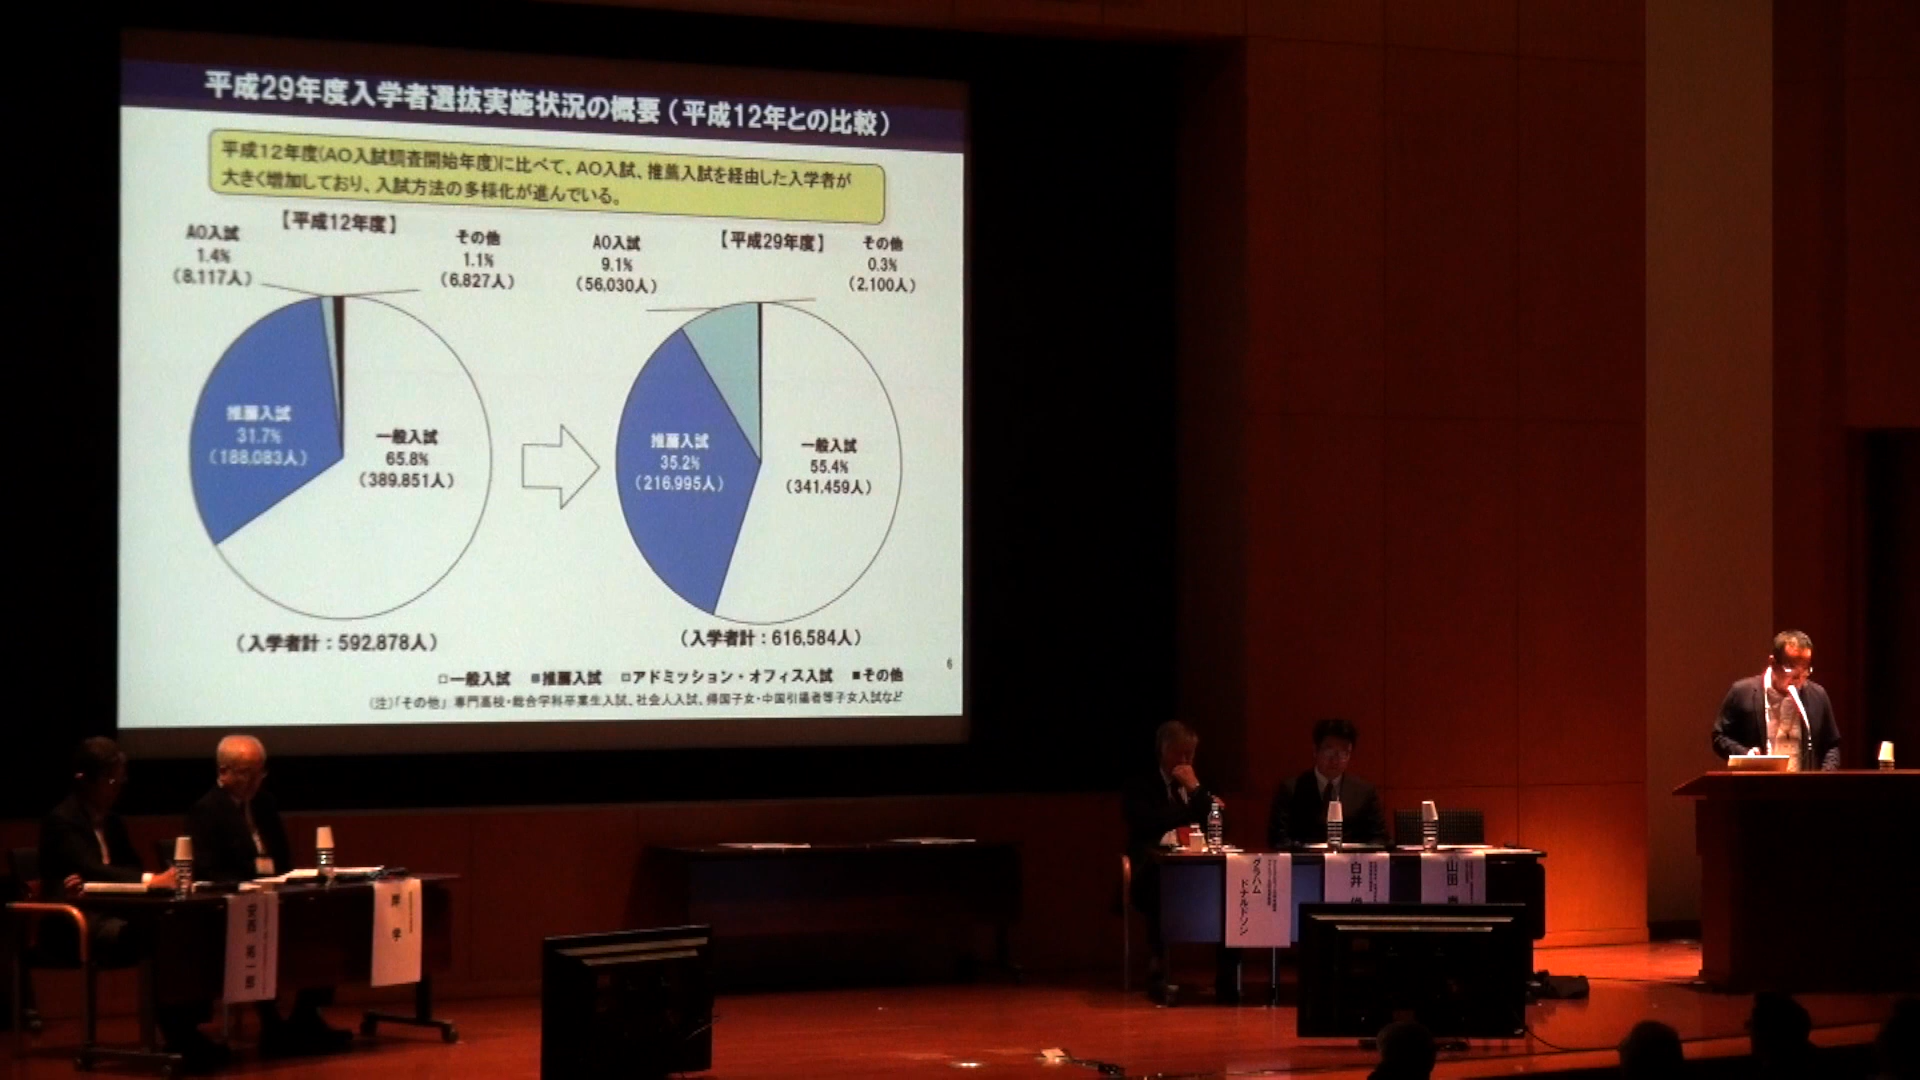 平成29年度入学者選抜実施状況の概要（平成12年との比較）
平成12年度(AO入試調査開始年度)に比べて、AO入試、推薦入試を経由した入学者が
大きく増加しており、入試方法の多様化が進んでいる。
【平成12年度】
AO入試
1.4%
（8,117人）
その他
1.1%
（6,827人）
推薦入試
31.7%
（188,083人）
一般入試
65.8%
（389,851人）
（入学者計：592,878人）
【平成29年度】
AO入試
9.1%
（56,030人）
その他
0.3%
（2,100人）
推薦入試
35.2%
（216,995人）
一般入試
55.4%
（341,459人）
（入学者計：616,584人）
□一般入試 ■推薦入試 □アドミッション・オフィス入試 ■その他
（注）「その他」：専門高校・総合学科卒業生入試、社会人入試、帰国子女・中国引揚者等子女入試など
6
安西 祐一郎
岸 学
グラハム ドナルドソン
白井
山田